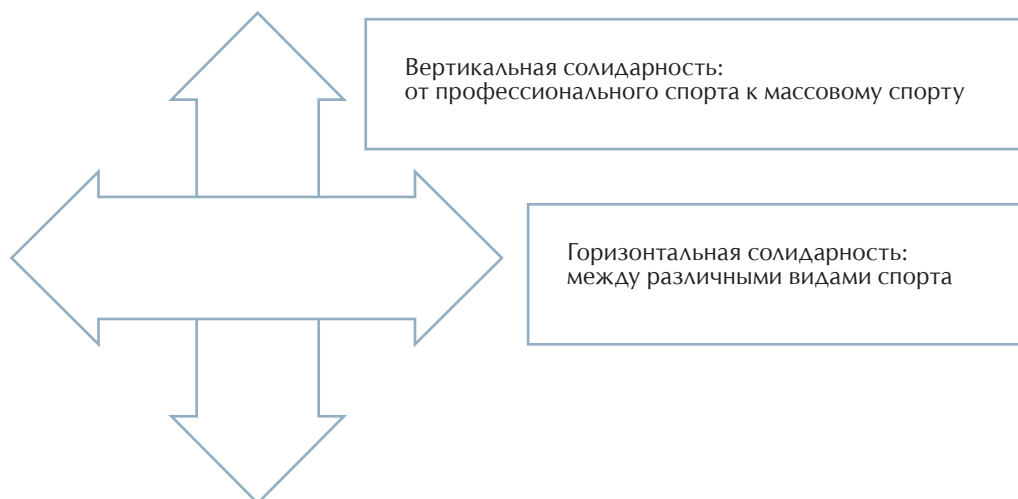 Вертикальная солидарность:
от профессионального спорта к массовому спорту
Горизонтальная солидарность:
между различными видами спорта